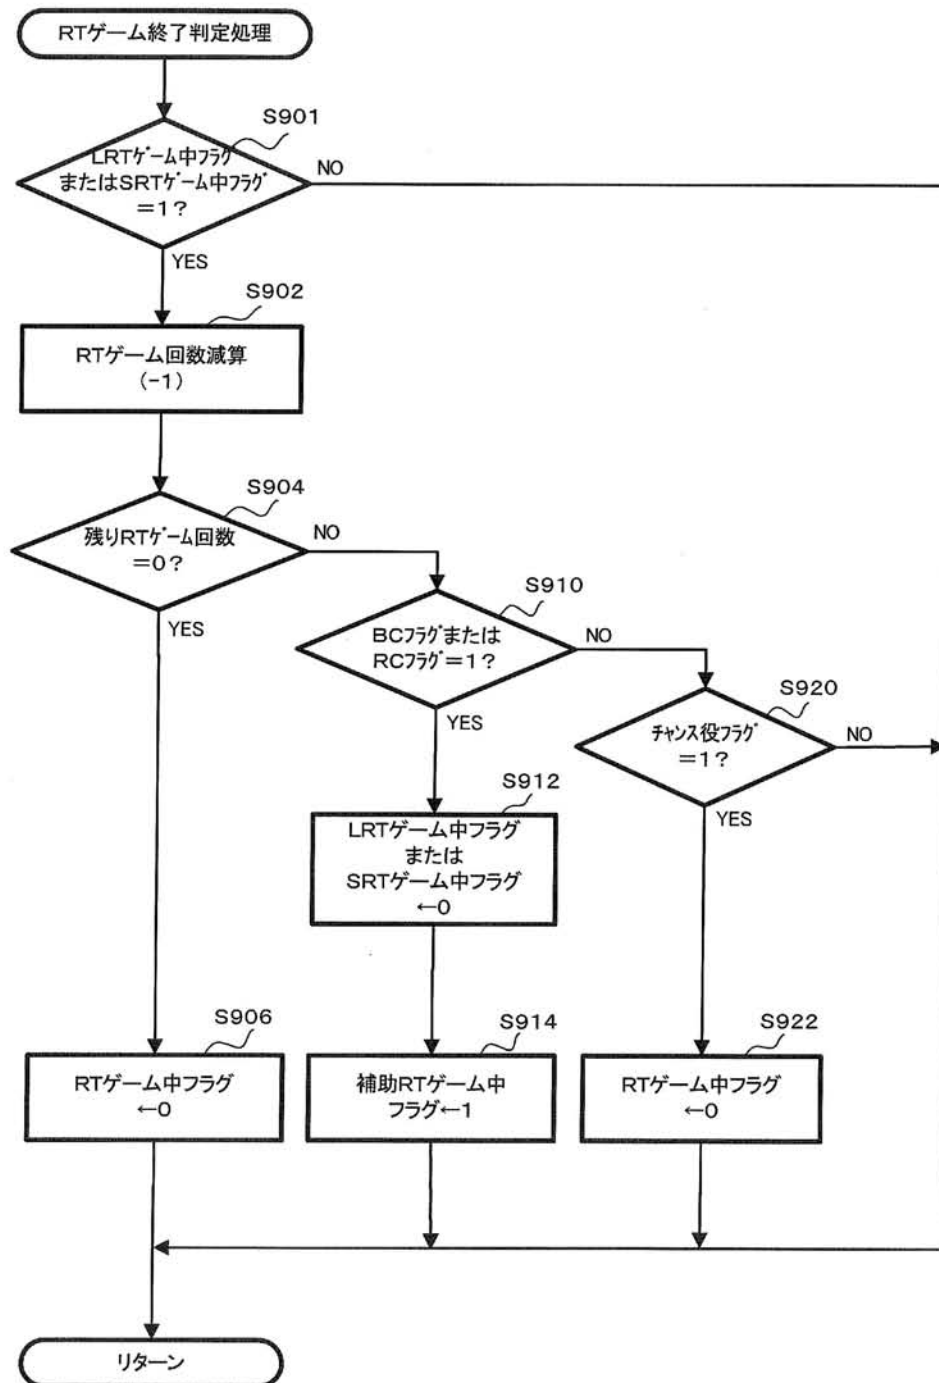 RTゲーム終了判定処理
S901
LRTゲーム中フラグ
またはSRTゲーム中フラグ
=1?
NO
YES
S902
RTゲーム回数減算
(-1)
S904
残りRTゲーム回数
=0?
NO
YES
S910
BCフラグまたは
RCフラグ=1?
NO
YES
S920
チャンス役フラグ
=1?
NO
YES
S912
LRTゲーム中フラグ
または
SRTゲーム中フラグ
←0
S906
RTゲーム中フラグ
←0
S914
補助RTゲーム中
フラグ←1
S922
RTゲーム中フラグ
←0
リターン